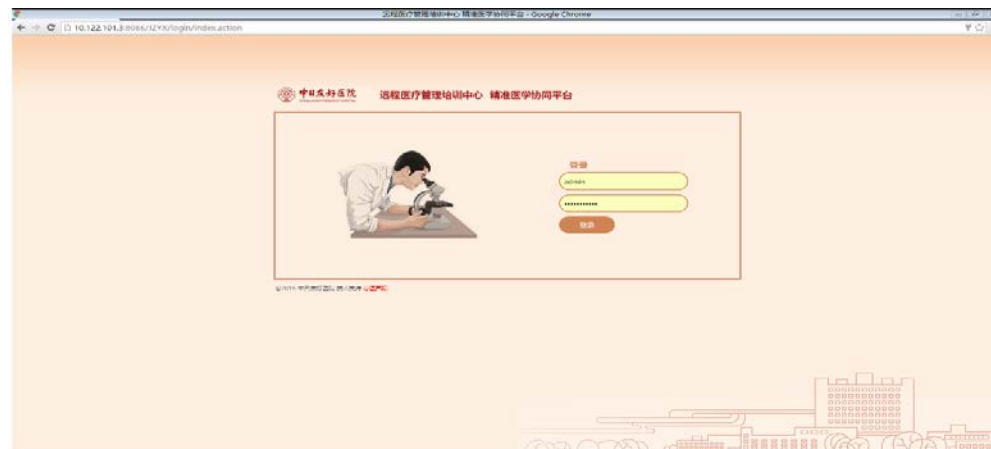 远程医疗管理培训中心 精准医学协同平台 - Google Chrome
10.122.101.3:8086/JZYX/login/index.action
中日友好医院 远程医疗管理培训中心 精准医学协同平台
登录
admin
登录